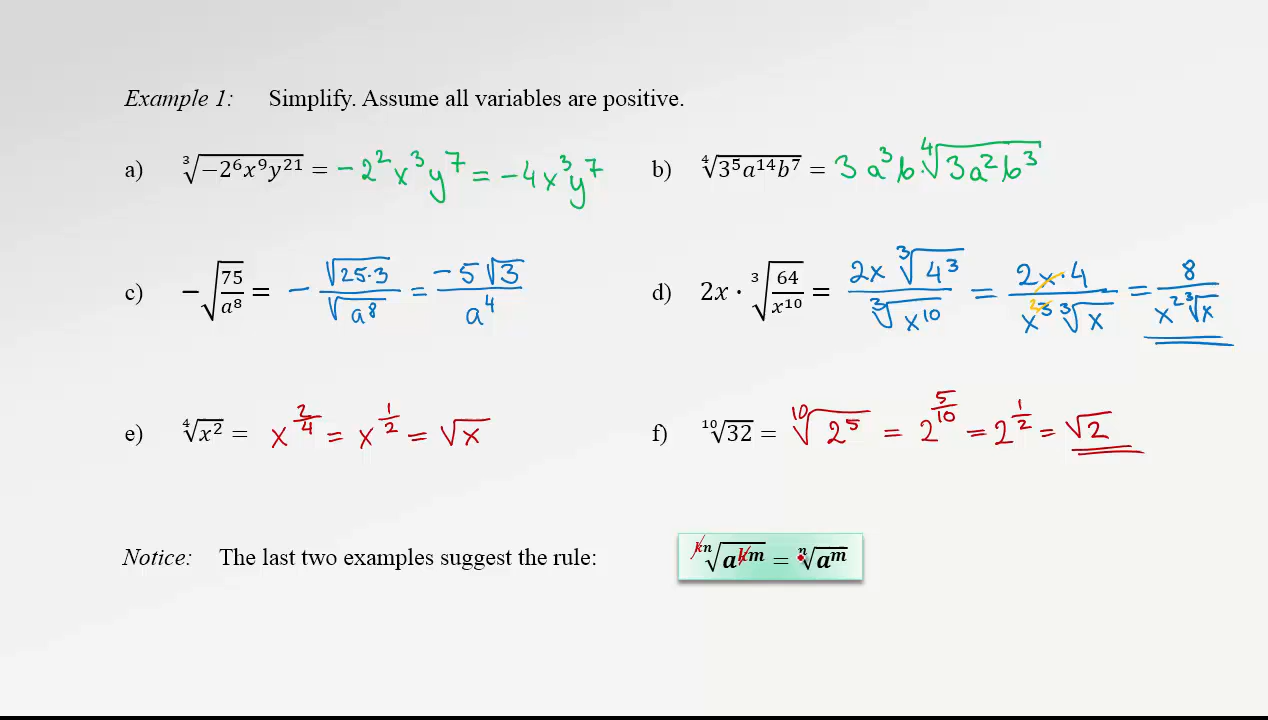 Example 1: Simplify. Assume all variables are positive.
a) ∛(−2⁶x⁹y²¹) = −2²x³y⁷ = −4x³y⁷
b) ∜(3⁵a¹⁴b⁷) = 3a³b·∜(3a²b³)
c) −√(75/a⁸) = −√(25·3)/√(a⁸) = −5√3/a⁴
d) 2x · ∛(64/x¹⁰) = 2x ∛(4³)/∛(x¹⁰) = 2x·4/(x³ ² ∛x) = 8/(x² ∛x)
e) ∜(x²) = x^(2/4) = x^(1/2) = √x
f) ¹⁰√32 = ¹⁰√(2⁵) = 2^(5/10) = 2^(1/2) = √2
Notice: The last two examples suggest the rule: ᵏⁿ√(aᵏᵐ) = ⁿ√(aᵐ)